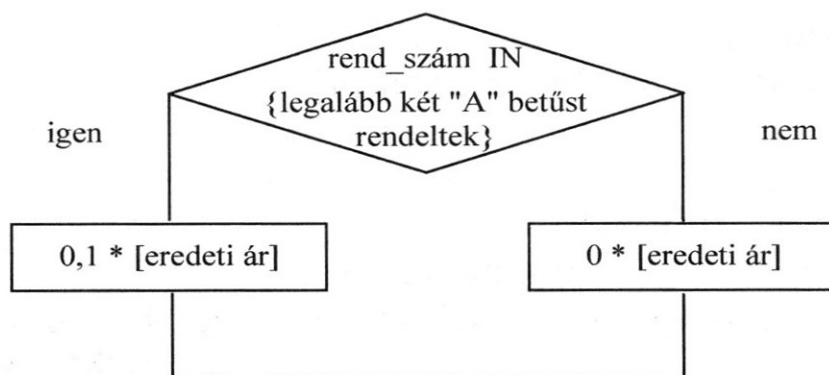 rend_szám IN
{legalább két "A" betűst
rendeltek}
igen
nem
0,1 * [eredeti ár]
0 * [eredeti ár]